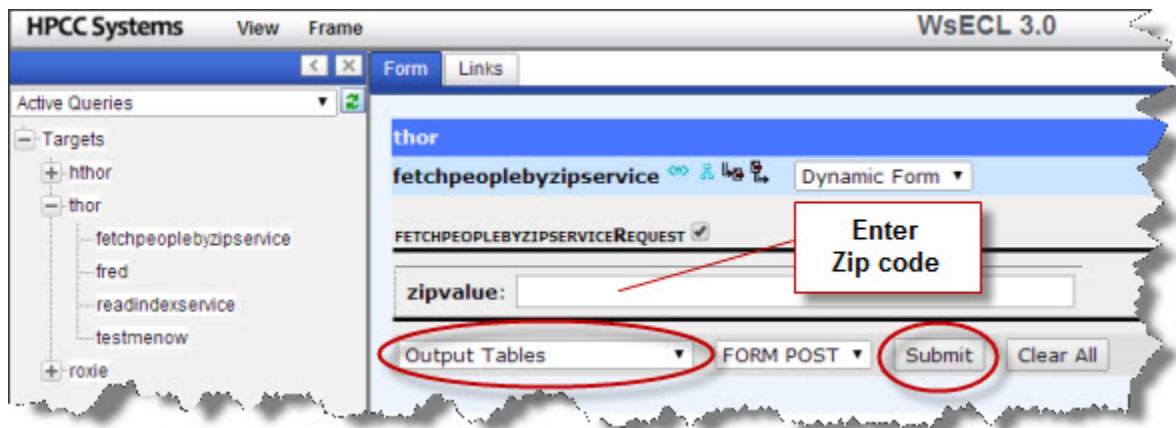 HPCC Systems View Frame WsECL 3.0
Form Links
Active Queries
Targets
hthor
thor
fetchpeoplebyzipservice
fred
readindexservice
testmenow
roxie
thor
fetchpeoplebyzipservice Dynamic Form
FETCHPEOPLEBYZIPSERVICEREQUEST
Enter
Zip code
zipvalue:
Output Tables FORM POST Submit Clear All